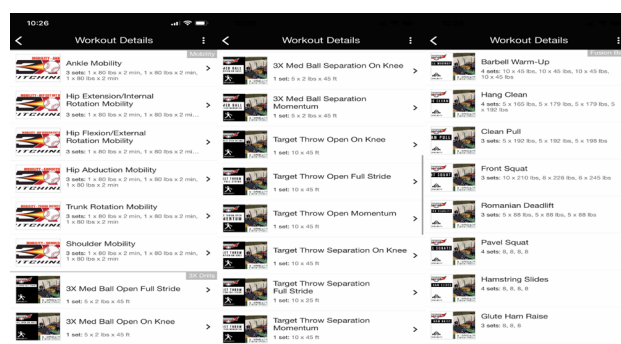 10:26
Workout Details
Mobility
Ankle Mobility
3 sets: 1 x 80 lbs x 2 min, 1 x 80 lbs x 2 min,
1 x 80 lbs x 2 min
Hip Extension/Internal
Rotation Mobility
3 sets: 1 x 80 lbs x 2 min, 1 x 80 lbs x 2 mi...
Hip Flexion/External
Rotation Mobility
3 sets: 1 x 80 lbs x 2 min, 1 x 80 lbs x 2 mi...
Hip Abduction Mobility
3 sets: 1 x 80 lbs x 2 min, 1 x 80 lbs x 2 min,
1 x 80 lbs x 2 min
Trunk Rotation Mobility
3 sets: 1 x 80 lbs x 2 min, 1 x 80 lbs x 2 min,
1 x 80 lbs x 2 min
Shoulder Mobility
3 sets: 1 x 80 lbs x 2 min, 1 x 80 lbs x 2 min,
1 x 80 lbs x 2 min
3X Drills
3X Med Ball Open Full Stride
1 set: 5 x 2 lbs x 45 ft
3X Med Ball Open On Knee
1 set: 5 x 2 lbs x 45 ft
Workout Details
3X Med Ball Separation On Knee
1 set: 5 x 2 lbs x 45 ft
3X Med Ball Separation
Momentum
1 set: 5 x 2 lbs x 45 ft
Target Throw Open On Knee
1 set: 10 x 45 ft
Target Throw Open Full Stride
1 set: 10 x 45 ft
Target Throw Open Momentum
1 set: 10 x 45 ft
Target Throw Separation On Knee
1 set: 10 x 45 ft
Target Throw Separation
Full Stride
1 set: 10 x 25 ft
Target Throw Separation
Momentum
1 set: 10 x 45 ft
Workout Details
Barbell Warm-Up
4 sets: 10 x 45 lbs, 10 x 45 lbs, 10 x 45 lbs,
10 x 45 lbs
Hang Clean
4 sets: 5 x 165 lbs, 5 x 179 lbs, 5 x 179 lbs, 5
x 192 lbs
Clean Pull
3 sets: 5 x 192 lbs, 5 x 192 lbs, 5 x 198 lbs
Front Squat
3 sets: 10 x 210 lbs, 8 x 228 lbs, 6 x 245 lbs
Romanian Deadlift
3 sets: 5 x 88 lbs, 5 x 88 lbs, 5 x 88 lbs
Pavel Squat
4 sets: 8, 8, 8, 8
Hamstring Slides
4 sets: 8, 8, 8, 8
Glute Ham Raise
3 sets: 8, 8, 8